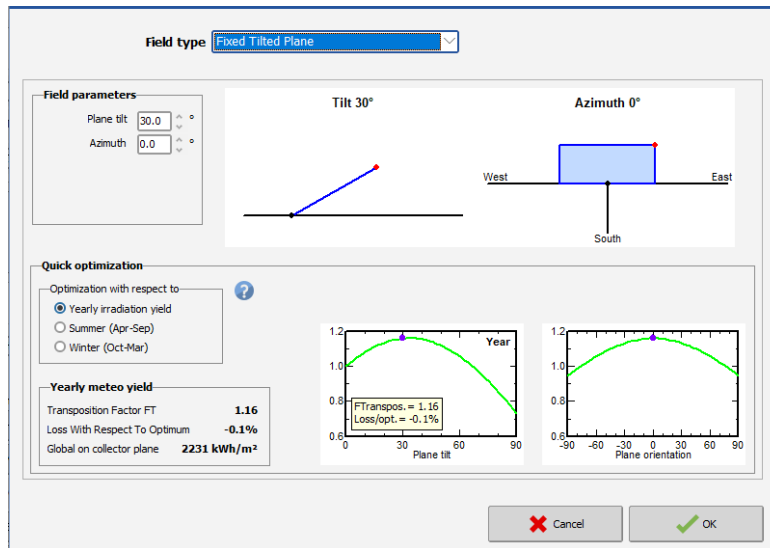 Field type Fixed Tilted Plane
Field parameters
Plane tilt 30.0 °
Azimuth 0.0 °
Tilt 30°
Azimuth 0°
West East
South
Quick optimization
Optimization with respect to
Yearly irradiation yield
Summer (Apr-Sep)
Winter (Oct-Mar)
?
Yearly meteo yield
Transposition Factor FT 1.16
Loss With Respect To Optimum -0.1%
Global on collector plane 2231 kWh/m²
Year
1.2
1.0
0.8
0.6
FTranspos.= 1.16
Loss/opt.= -0.1%
0 30 60 90
Plane tilt
1.2
1.0
0.8
0.6
-90 -60 -30 0 30 60 90
Plane orientation
Cancel
OK